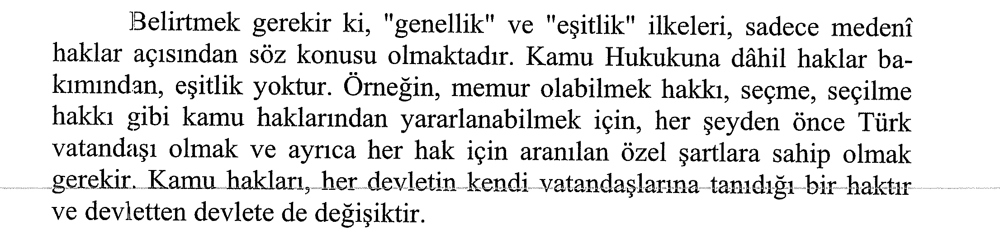 Belirtmek gerekir ki, "genellik" ve "eşitlik" ilkeleri, sadece medenî
haklar açısından söz konusu olmaktadır. Kamu Hukukuna dâhil haklar ba-
kımından, eşitlik yoktur. Örneğin, memur olabilmek hakkı, seçme, seçilme
hakkı gibi kamu haklarından yararlanabilmek için, her şeyden önce Türk
vatandaşı olmak ve ayrıca her hak için aranılan özel şartlara sahip olmak
gerekir. Kamu hakları, her devletin kendi vatandaşlarına tanıdığı bir haktır
ve devletten devlete de değişiktir.